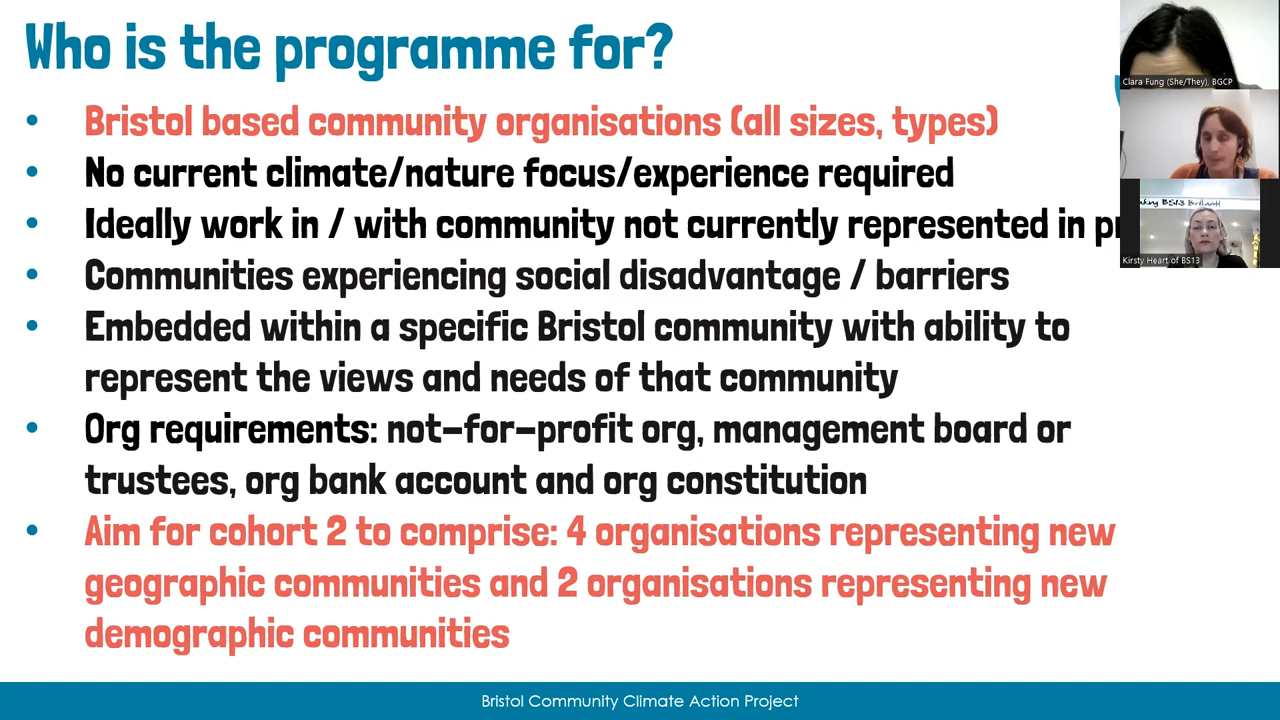 Who is the programme for?
Bristol based community organisations (all sizes, types)
No current climate/nature focus/experience required
Ideally work in / with community not currently represented in
Communities experiencing social disadvantage / barriers
Embedded within a specific Bristol community with ability to
represent the views and needs of that community
Org requirements: not-for-profit org, management board or
trustees, org bank account and org constitution
Aim for cohort 2 to comprise: 4 organisations representing new
geographic communities and 2 organisations representing new
demographic communities
Bristol Community Climate Action Project
Clara Fung (She/They), BGCP
BS13
Kirsty Heart of BS13